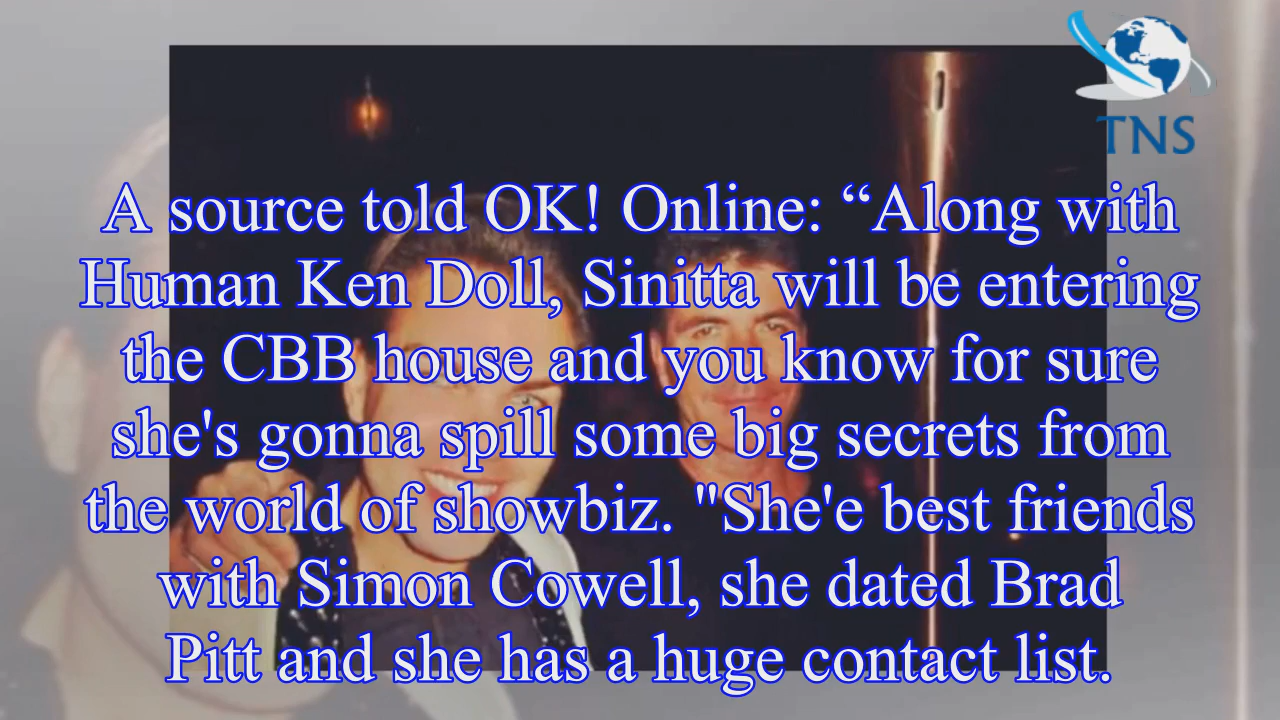 TNS
A source told OK! Online: “Along with
Human Ken Doll, Sinitta will be entering
the CBB house and you know for sure
she's gonna spill some big secrets from
the world of showbiz. "She'e best friends
with Simon Cowell, she dated Brad
Pitt and she has a huge contact list.